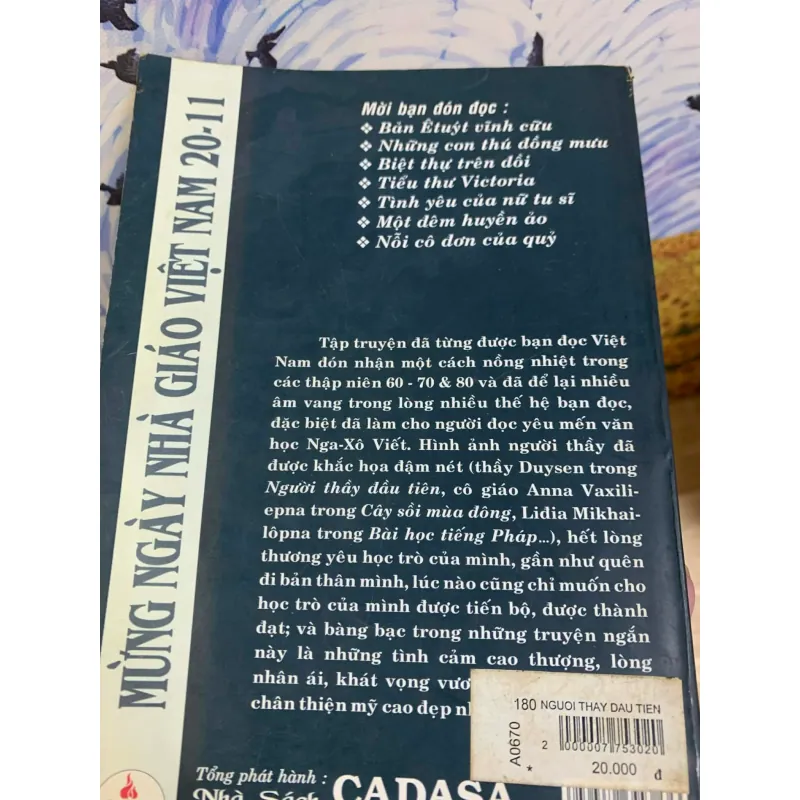 MỪNG NGÀY NHÀ GIÁO VIỆT NAM 20-11
Mời bạn đón đọc :
❖ Bản Êtuýt vĩnh cửu
❖ Những con thú đồng mưu
❖ Biệt thự trên đồi
❖ Tiểu thư Victoria
❖ Tình yêu của nữ tu sĩ
❖ Một đêm huyền ảo
❖ Nỗi cô đơn của quỷ
Tập truyện đã từng được bạn đọc Việt
Nam đón nhận một cách nồng nhiệt trong
các thập niên 60 - 70 & 80 và đã để lại nhiều
âm vang trong lòng nhiều thế hệ bạn đọc,
đặc biệt đã làm cho người đọc yêu mến văn
học Nga-Xô Viết. Hình ảnh người thầy đã
được khắc họa đậm nét (thầy Duysen trong
Người thầy đầu tiên, cô giáo Anna Vaxili-
epna trong Cây sồi mùa đông, Lidia Mikhai-
lôpna trong Bài học tiếng Pháp...), hết lòng
thương yêu học trò của mình, gần như quên
đi bản thân mình, lúc nào cũng chỉ muốn cho
học trò của mình được tiến bộ, được thành
đạt; và bàng bạc trong những truyện ngắn
này là những tình cảm cao thượng, lòng
nhân ái, khát vọng
chân thiện mỹ cao đẹp
180 NGUOI THAY DAU TIEN
A0670
*
2 000007 753020
20.000 đ
Tổng phát hành :
Nhà Sách CADASA